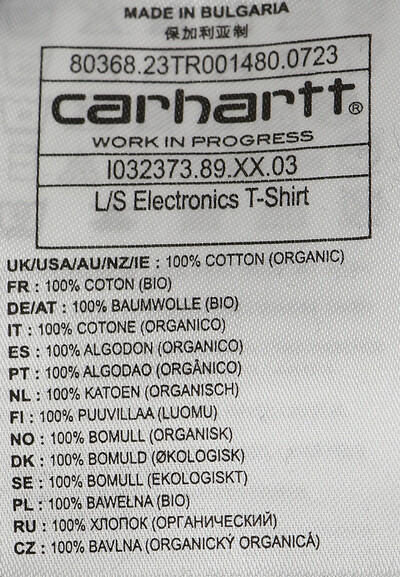 MADE IN BULGARIA
保加利亚制
80368.23TR001480.0723
carhartt®
WORK IN PROGRESS
I032373.89.XX.03
L/S Electronics T-Shirt
UK/USA/AU/NZ/IE : 100% COTTON (ORGANIC)
FR : 100% COTON (BIO)
DE/AT : 100% BAUMWOLLE (BIO)
IT : 100% COTONE (ORGANICO)
ES : 100% ALGODON (ORGANICO)
PT : 100% ALGODAO (ORGÂNICO)
NL : 100% KATOEN (ORGANISCH)
FI : 100% PUUVILLAA (LUOMU)
NO : 100% BOMULL (ORGANISK)
DK : 100% BOMULD (ØKOLOGISK)
SE : 100% BOMULL (EKOLOGISKT)
PL : 100% BAWEŁNA (BIO)
RU : 100% ХЛОПОК (ОРГАНИЧЕСКИЙ)
CZ : 100% BAVLNA (ORGANICKÝ ORGANICÁ)